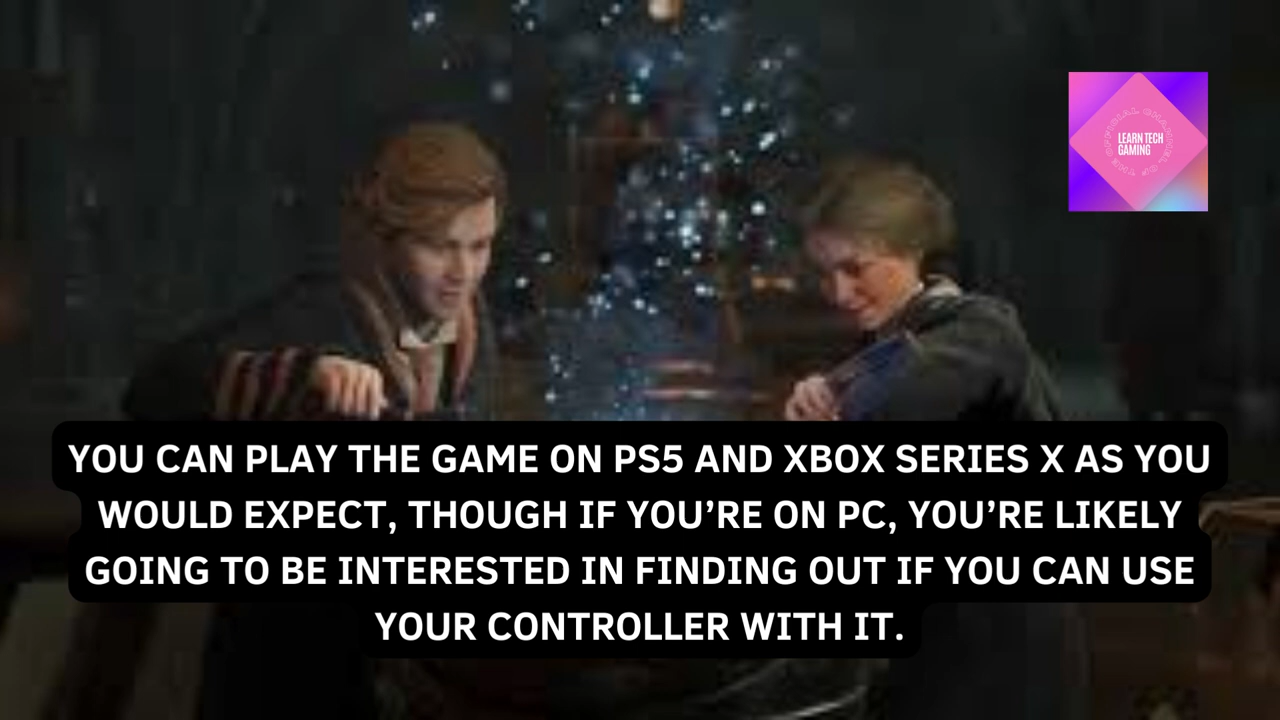 LEARN TECH
GAMING
YOU CAN PLAY THE GAME ON PS5 AND XBOX SERIES X AS YOU
WOULD EXPECT, THOUGH IF YOU’RE ON PC, YOU’RE LIKELY
GOING TO BE INTERESTED IN FINDING OUT IF YOU CAN USE
YOUR CONTROLLER WITH IT.